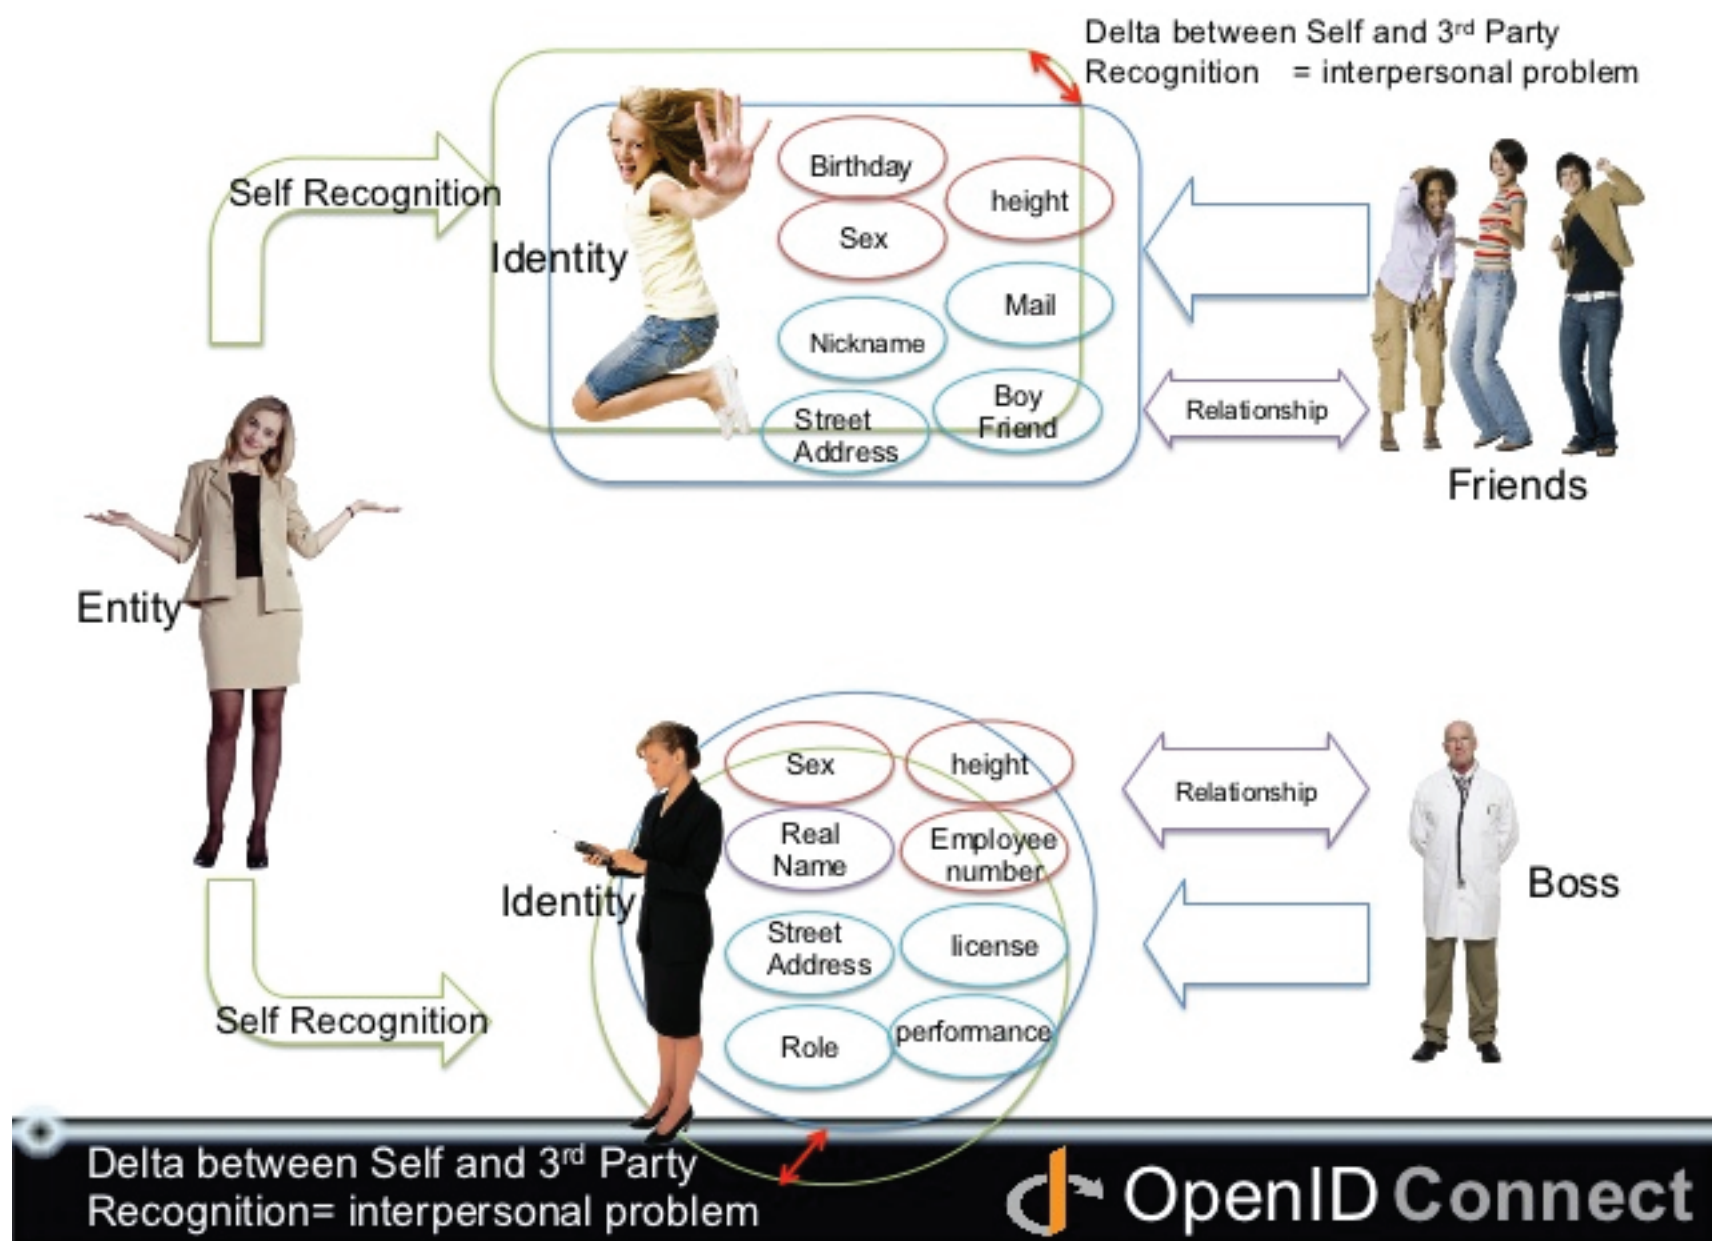 Delta between Self and 3rd Party
Recognition = interpersonal problem
Self Recognition
Identity
Birthday
height
Sex
Mail
Nickname
Boy
Friend
Street
Address
Relationship
Friends
Entity
Sex
height
Relationship
Real
Name
Employee
number
Identity
Boss
Street
Address
license
Self Recognition
Role
performance
Delta between Self and 3rd Party
Recognition= interpersonal problem
OpenID Connect